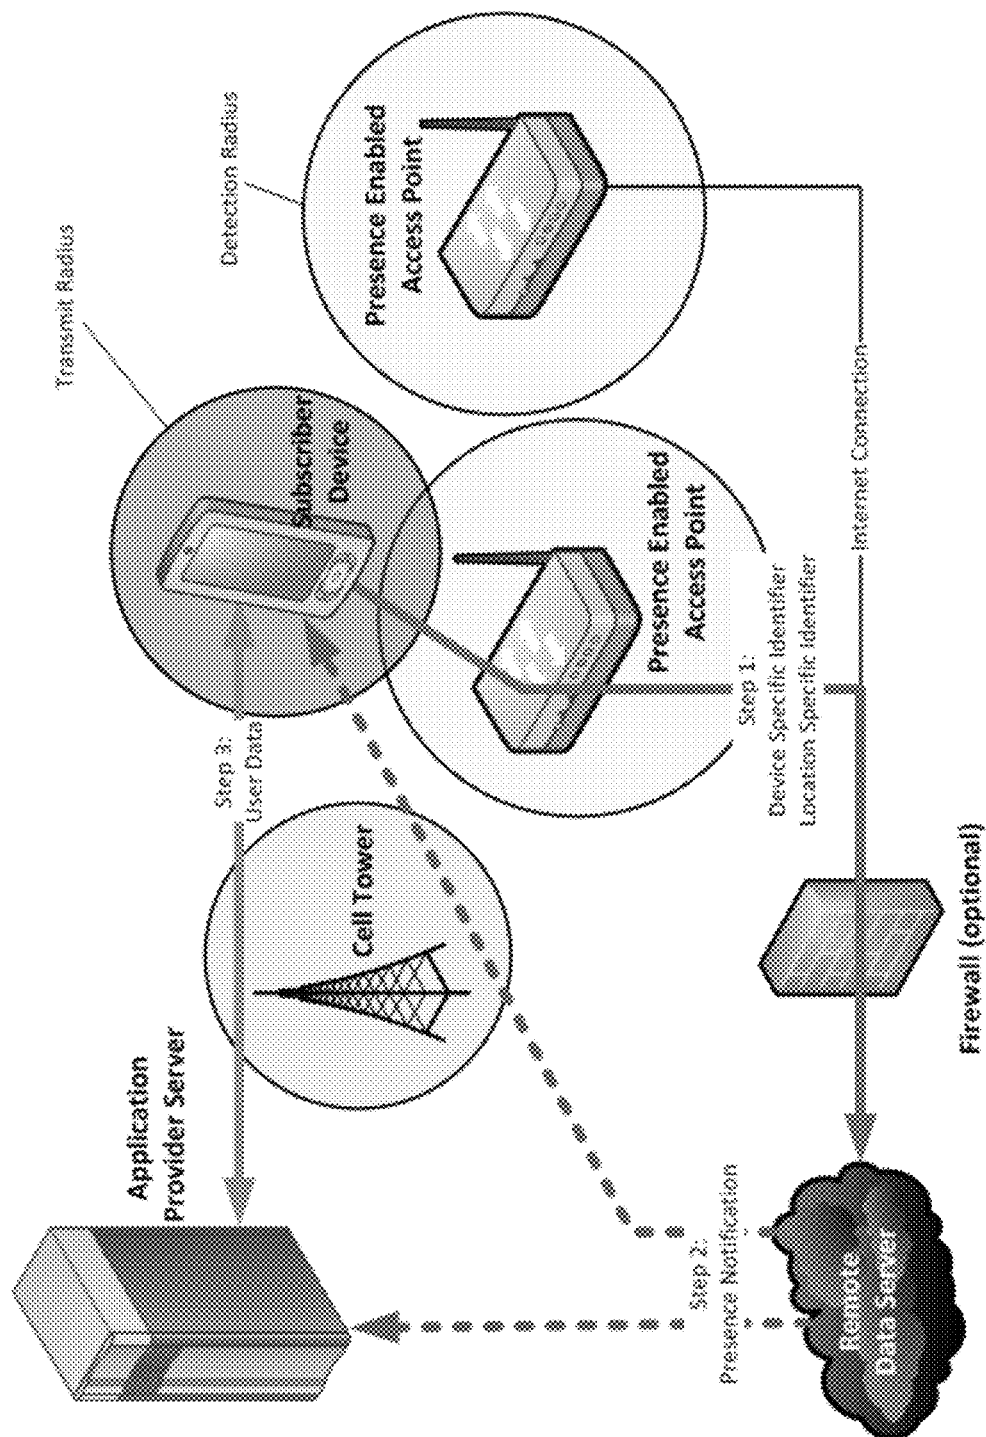 Application
Provider Server
Step 3:
User Data
Transmit Radius
Detection Radius
Cell Tower
Subscriber
Device
Presence Enabled
Access Point
Presence Enabled
Access Point
Step 2:
Presence Notification
Step 1:
Device Specific Identifier
Location Specific Identifier
Internet Connection
Remote
Data Server
Firewall (optional)